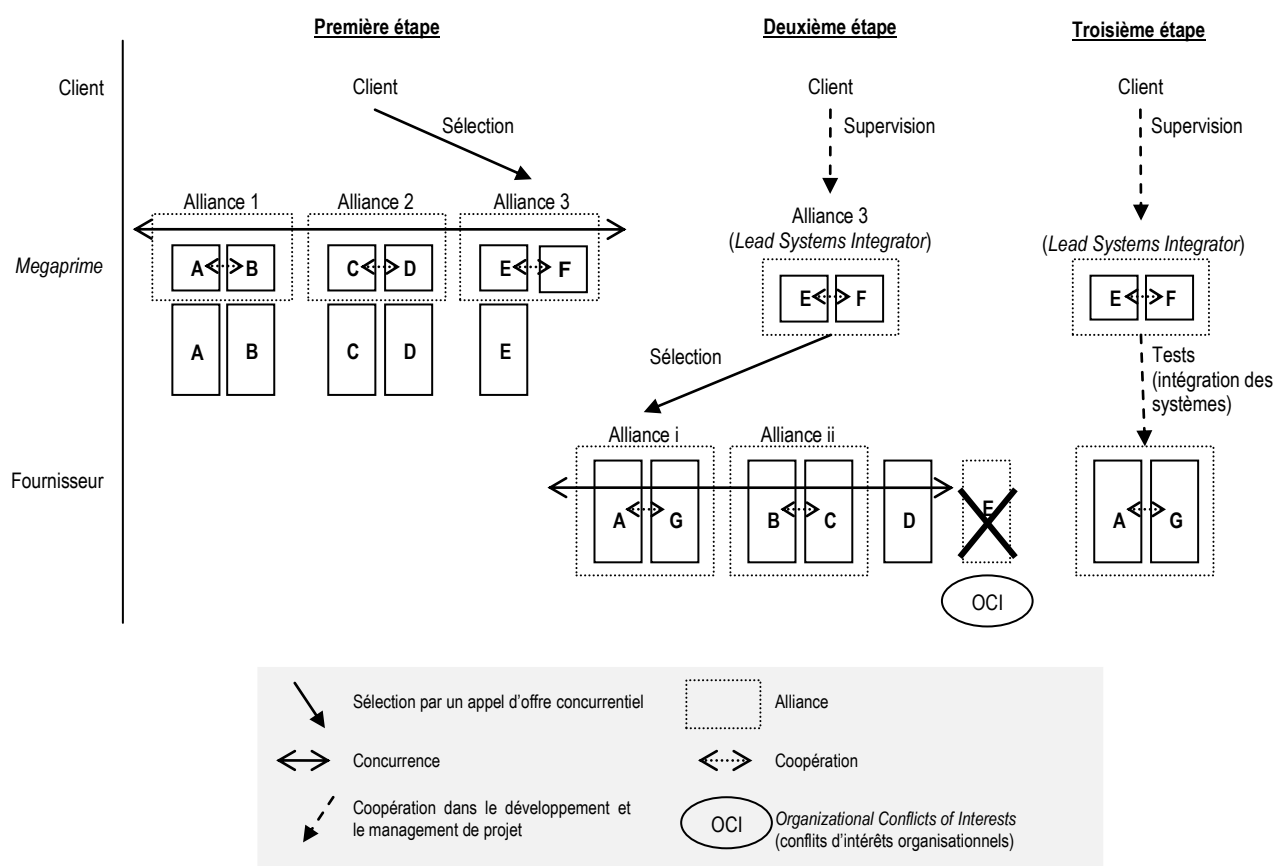 Première étape
Deuxième étape
Troisième étape
Client
Client
Client
Client
Sélection
Supervision
Supervision
Alliance 1
Alliance 2
Alliance 3
Alliance 3
(Lead Systems Integrator)
(Lead Systems Integrator)
Megaprime
A B
C D
E F
E F
E F
A B
C D
E
Sélection
Tests
(intégration des
systèmes)
Alliance i
Alliance ii
Fournisseur
A G
B C
D
E
A G
OCI
Sélection par un appel d'offre concurrentiel
Alliance
Concurrence
Coopération
Coopération dans le développement et
le management de projet
OCI
Organizational Conflicts of Interests
(conflits d'intérêts organisationnels)